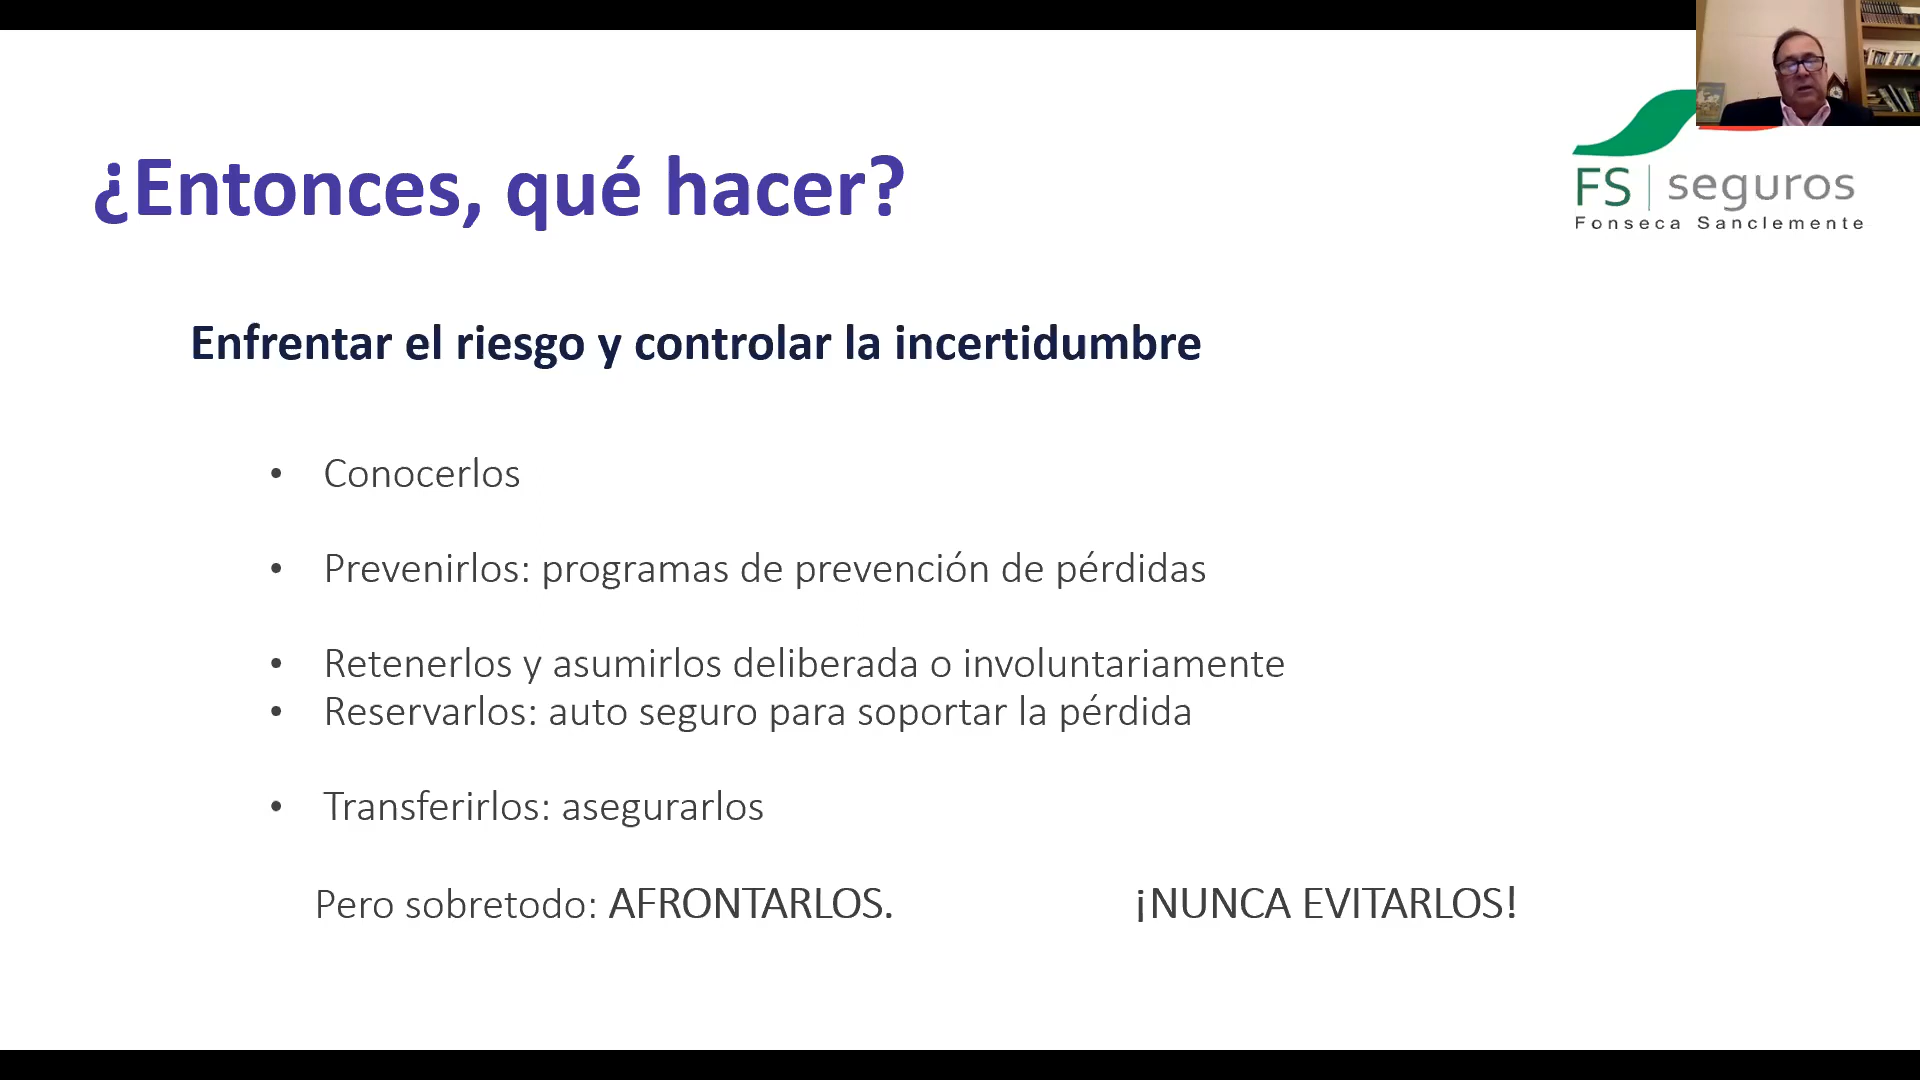 ¿Entonces, qué hacer?
FS | seguros
Fonseca Sanclemente
Enfrentar el riesgo y controlar la incertidumbre
• Conocerlos
• Prevenirlos: programas de prevención de pérdidas
• Retenerlos y asumirlos deliberada o involuntariamente
• Reservarlos: auto seguro para soportar la pérdida
• Transferirlos: asegurarlos
Pero sobretodo: AFRONTARLOS. ¡NUNCA EVITARLOS!